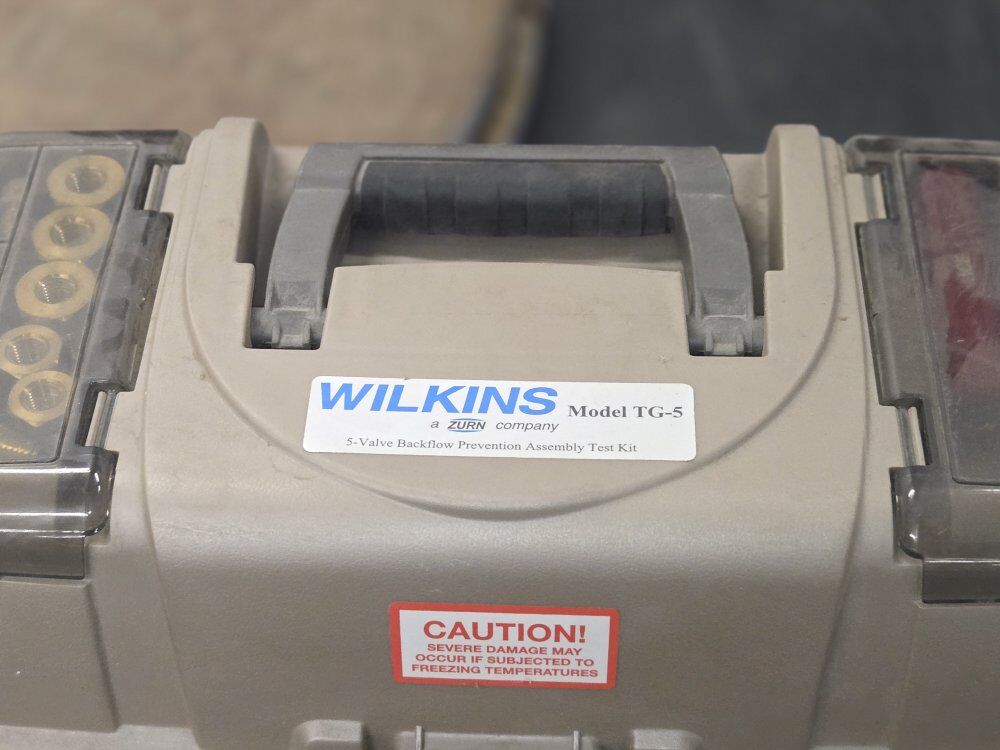 WILKINS Model TG-5
a ZURN company
5-Valve Backflow Prevention Assembly Test Kit
CAUTION!
SEVERE DAMAGE MAY
OCCUR IF SUBJECTED TO
FREEZING TEMPERATURES